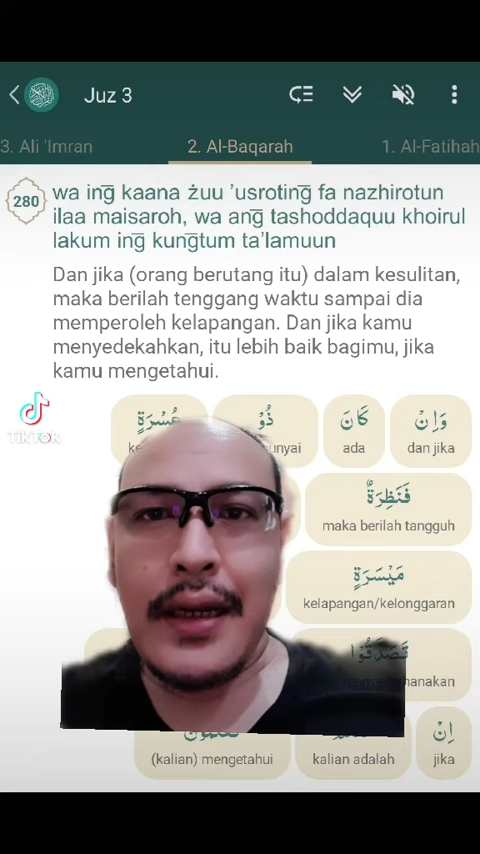 Juz 3
3. Ali 'Imran 2. Al-Baqarah 1. Al-Fatihah
280
wa ing̅ kaana żuu 'usroting̅ fa nazhirotun
ilaa maisaroh, wa ang̅ tashoddaquu khoirul
lakum ing̅ kung̅tum ta'lamuun
Dan jika (orang berutang itu) dalam kesulitan,
maka berilah tenggang waktu sampai dia
memperoleh kelapangan. Dan jika kamu
menyedekahkan, itu lebih baik bagimu, jika
kamu mengetahui.
TIKTOK
وَاِنْ كَانَ ذُوْ عُسْرَةٍ
dan jika ada
فَنَظِرَةٌ
maka berilah tangguh
مَيْسَرَةٍ
kelapangan/kelonggaran
تَصَدَّقُوْا
اِنْ
jika kalian adalah (kalian) mengetahui